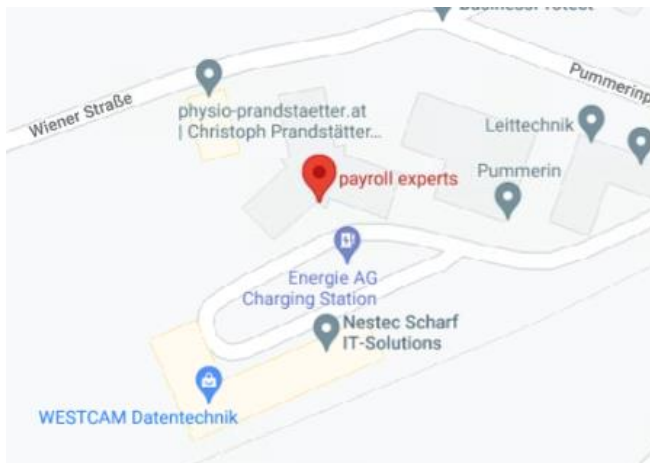 Wiener Straße
physio-prandstaetter.at
| Christoph Prandstätter...
Leittechnik
payroll experts
Pummerin
Energie AG
Charging Station
Nestec Scharf
IT-Solutions
WESTCAM Datentechnik